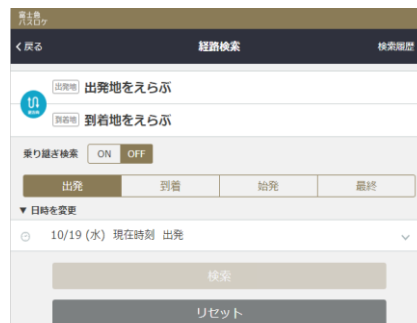 富士急
バスロケ
戻る
経路検索
検索履歴
出発地 出発地をえらぶ
到着地 到着地をえらぶ
乗り継ぎ検索 ON OFF
出発 到着 始発 最終
▼ 日時を変更
10/19 (水) 現在時刻 出発
検索
リセット